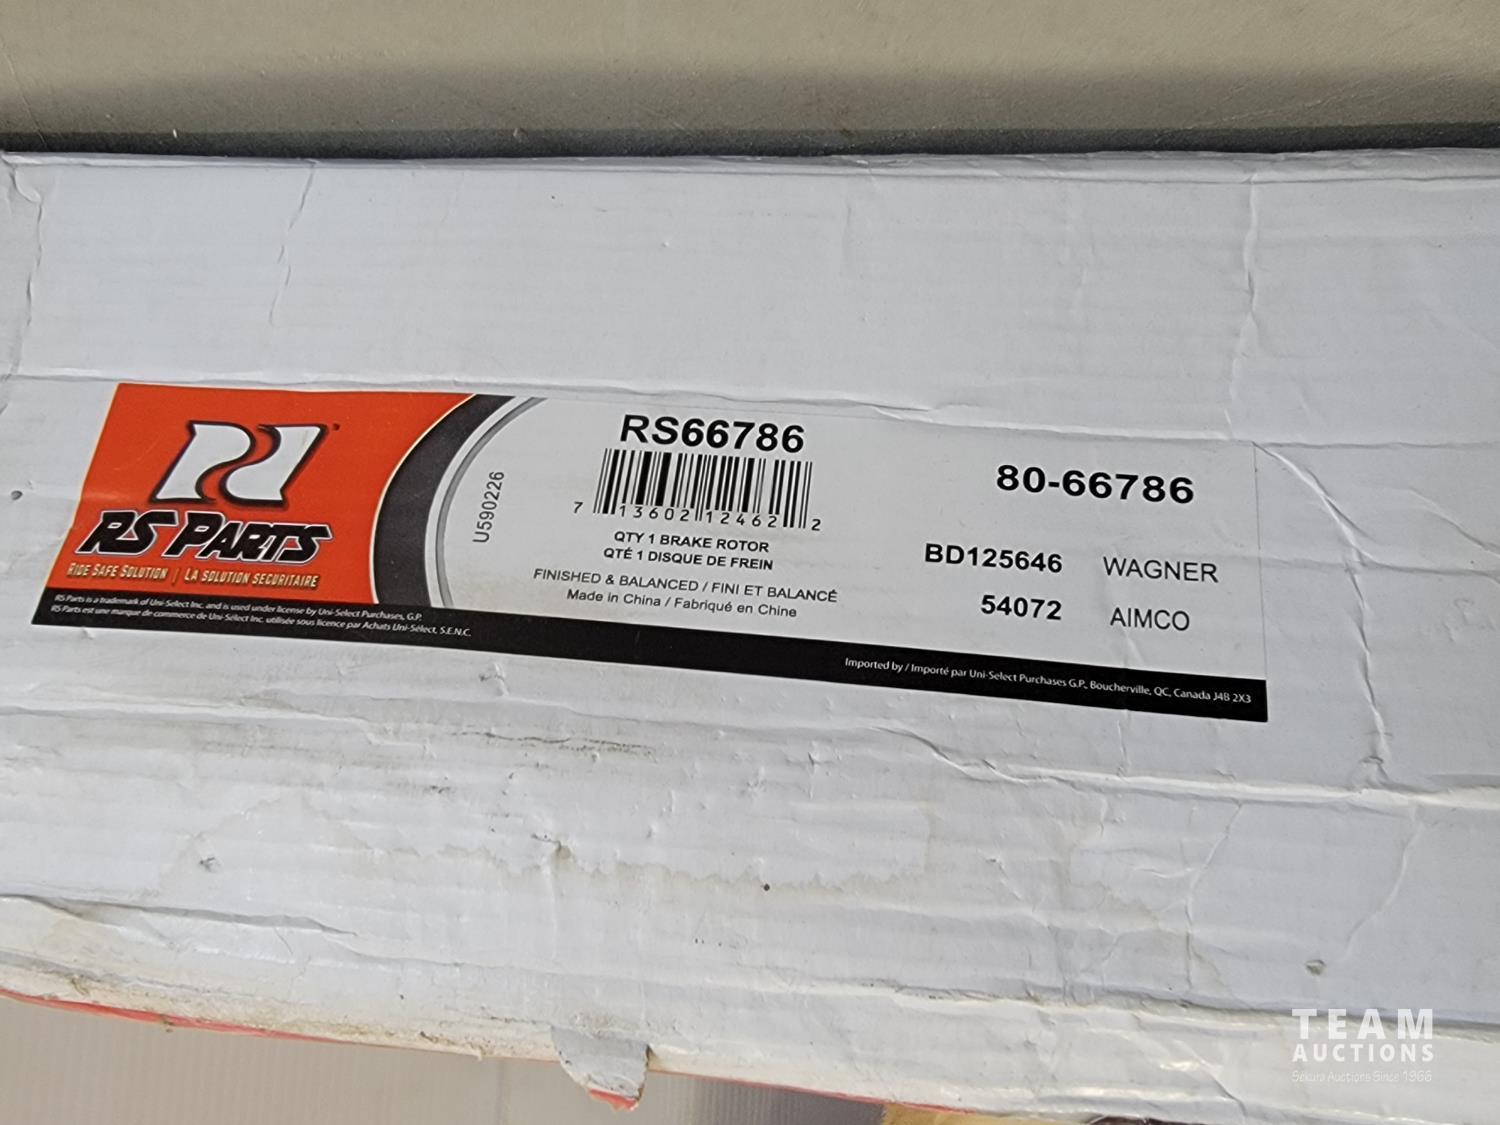 RS PARTS
RIDE SAFE SOLUTION | LA SOLUTION SECURITAIRE
RS Parts is a trademark of Uni-Select Inc. and is used under license by Uni-Select Purchases, G.P.
RS Parts est une marque de commerce de Uni-Select Inc. utilisée sous licence par Achats Uni-Sélect, S.E.N.C.
U590226
RS66786
7 13602 12462 2
QTY 1 BRAKE ROTOR
QTÉ 1 DISQUE DE FREIN
FINISHED & BALANCED / FINI ET BALANCÉ
Made in China / Fabriqué en Chine
80-66786
BD125646 WAGNER
54072 AIMCO
Imported by / Importé par Uni-Select Purchases G.P., Boucherville, QC, Canada J4B 2X3
TEAM
AUCTIONS
Sekura Auctions Since 1966